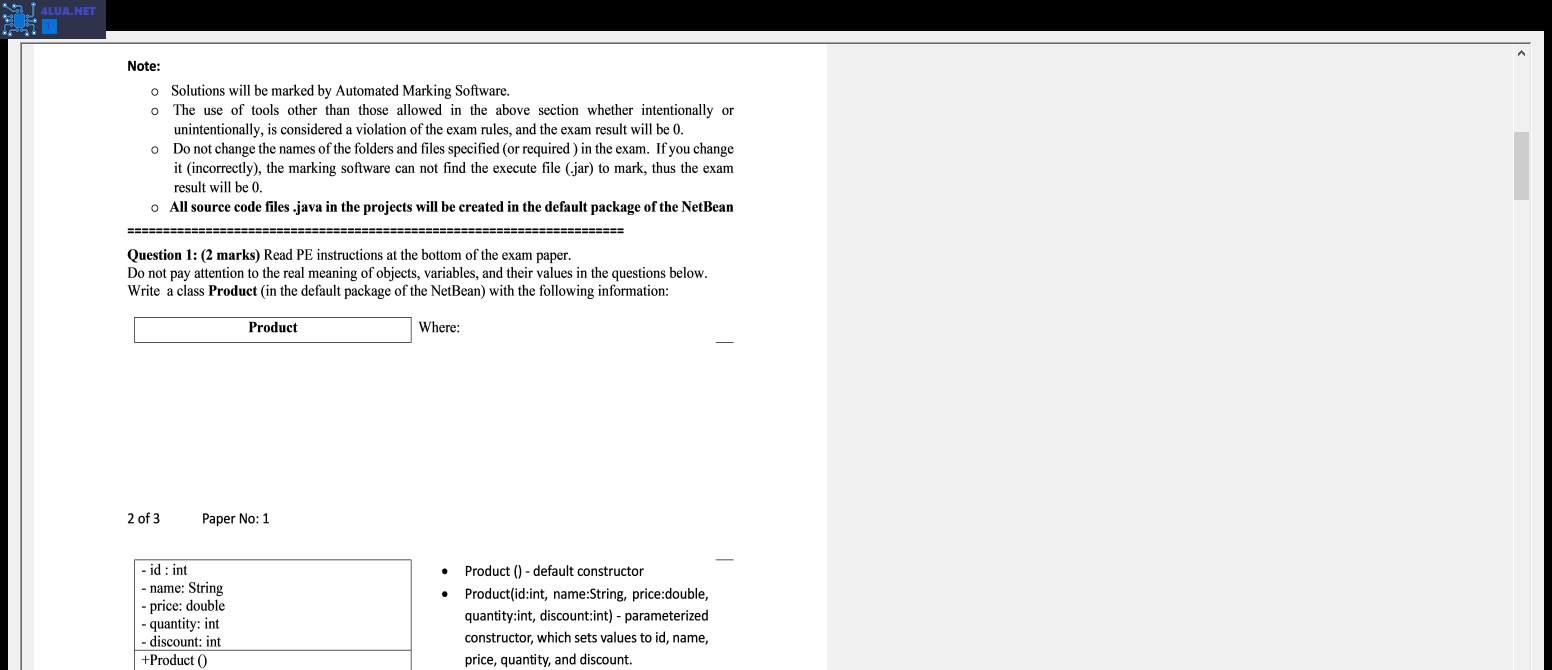 4LUA.NET
Note:
o Solutions will be marked by Automated Marking Software.
o The use of tools other than those allowed in the above section whether intentionally or
unintentionally, is considered a violation of the exam rules, and the exam result will be 0.
o Do not change the names of the folders and files specified (or required ) in the exam. If you change
it (incorrectly), the marking software can not find the execute file (.jar) to mark, thus the exam
result will be 0.
o All source code files .java in the projects will be created in the default package of the NetBean
======================================================================
Question 1: (2 marks) Read PE instructions at the bottom of the exam paper.
Do not pay attention to the real meaning of objects, variables, and their values in the questions below.
Write a class Product (in the default package of the NetBean) with the following information:
Product
Where:
2 of 3 Paper No: 1
- id : int
- name: String
- price: double
- quantity: int
- discount: int
+Product ()
• Product () - default constructor
• Product(id:int, name:String, price:double,
quantity:int, discount:int) - parameterized
constructor, which sets values to id, name,
price, quantity, and discount.